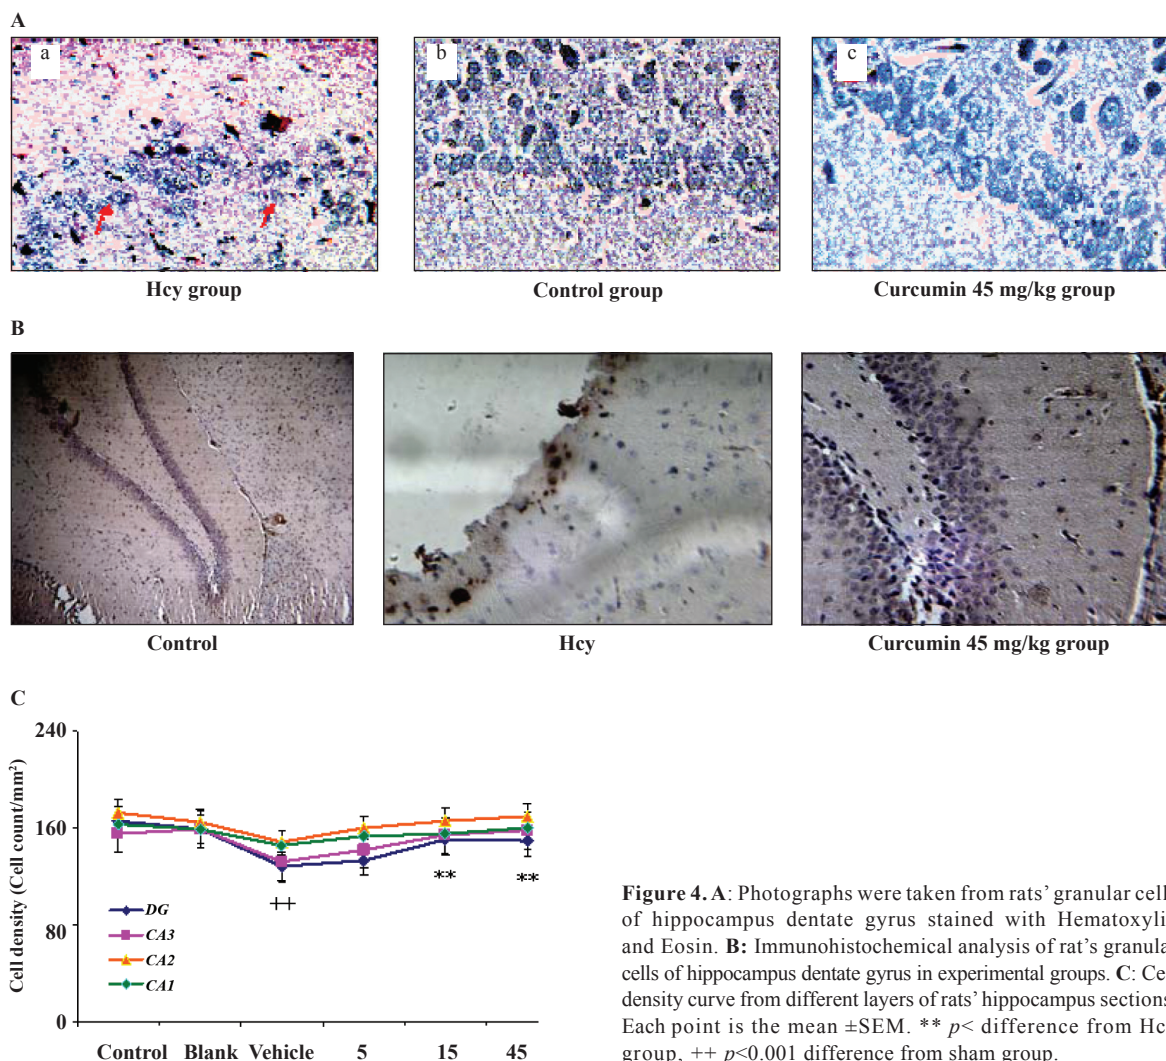 A
a
b
c
Hcy group
Control group
Curcumin 45 mg/kg group
B
Control
Hcy
Curcumin 45 mg/kg group
C
Cell density (Cell count/mm²)
240
160
80
0
DG
CA3
CA2
CA1
++
**
**
Control Blank Vehicle 5 15 45
Figure 4. A: Photographs were taken from rats’ granular cell
of hippocampus dentate gyrus stained with Hematoxyli
and Eosin. B: Immunohistochemical analysis of rat’s granula
cells of hippocampus dentate gyrus in experimental groups. C: Ce
density curve from different layers of rats’ hippocampus sections
Each point is the mean ±SEM. ** p< difference from Hc
group, ++ p<0.001 difference from sham group.